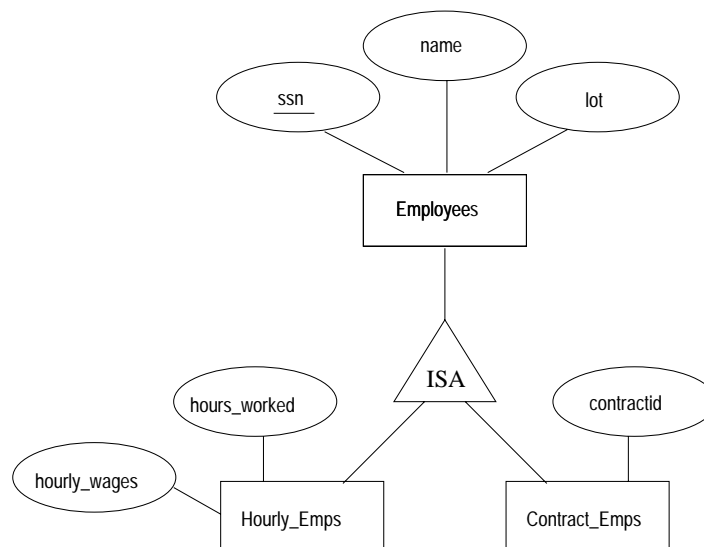 name
ssn
lot
Employees
ISA
hours_worked
contractid
hourly_wages
Hourly_Emps
Contract_Emps